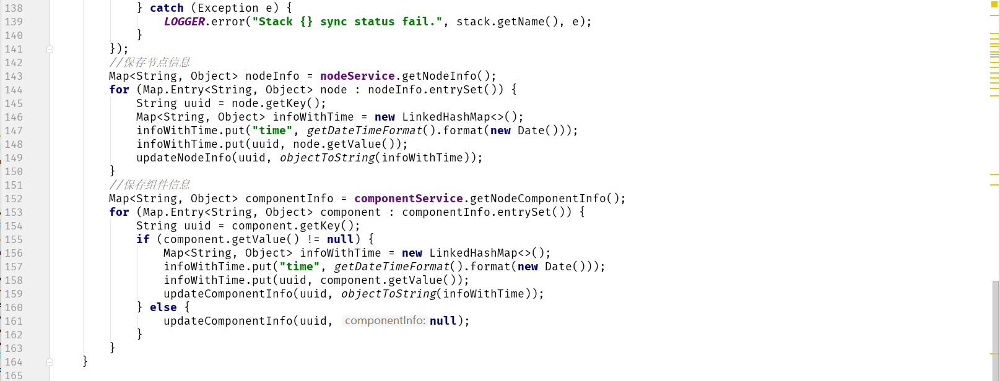 138 } catch (Exception e) {
139 LOGGER.error("Stack {} sync status fail.", stack.getName(), e);
140 }
141 });
142 //保存节点信息
143 Map<String, Object> nodeInfo = nodeService.getNodeInfo();
144 for (Map.Entry<String, Object> node : nodeInfo.entrySet()) {
145 String uuid = node.getKey();
146 Map<String, Object> infoWithTime = new LinkedHashMap<>();
147 infoWithTime.put("time", getDateTimeFormat().format(new Date()));
148 infoWithTime.put(uuid, node.getValue());
149 updateNodeInfo(uuid, objectToString(infoWithTime));
150 }
151 //保存组件信息
152 Map<String, Object> componentInfo = componentService.getNodeComponentInfo();
153 for (Map.Entry<String, Object> component : componentInfo.entrySet()) {
154 String uuid = component.getKey();
155 if (component.getValue() != null) {
156 Map<String, Object> infoWithTime = new LinkedHashMap<>();
157 infoWithTime.put("time", getDateTimeFormat().format(new Date()));
158 infoWithTime.put(uuid, component.getValue());
159 updateComponentInfo(uuid, objectToString(infoWithTime));
160 } else {
161 updateComponentInfo(uuid, componentInfo: null);
162 }
163 }
164 }
165